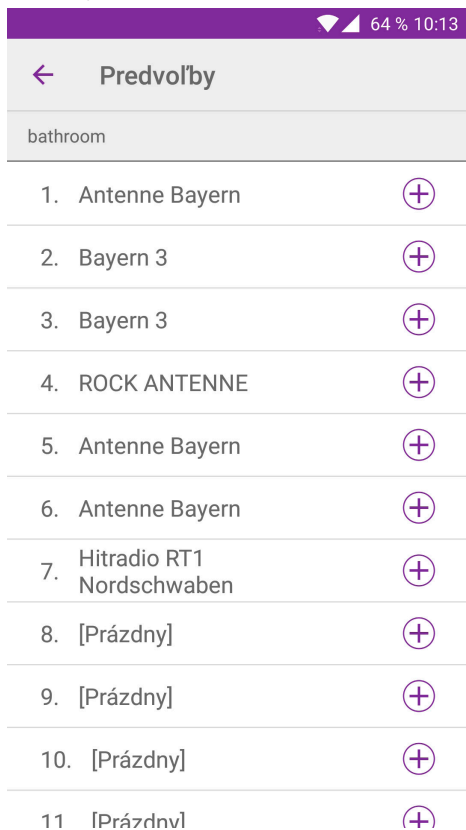 64 % 10:13
Predvoľby
bathroom
1. Antenne Bayern
2. Bayern 3
3. Bayern 3
4. ROCK ANTENNE
5. Antenne Bayern
6. Antenne Bayern
7. Hitradio RT1
Nordschwaben
8. [Prázdny]
9. [Prázdny]
10. [Prázdny]
11. [Prázdny]